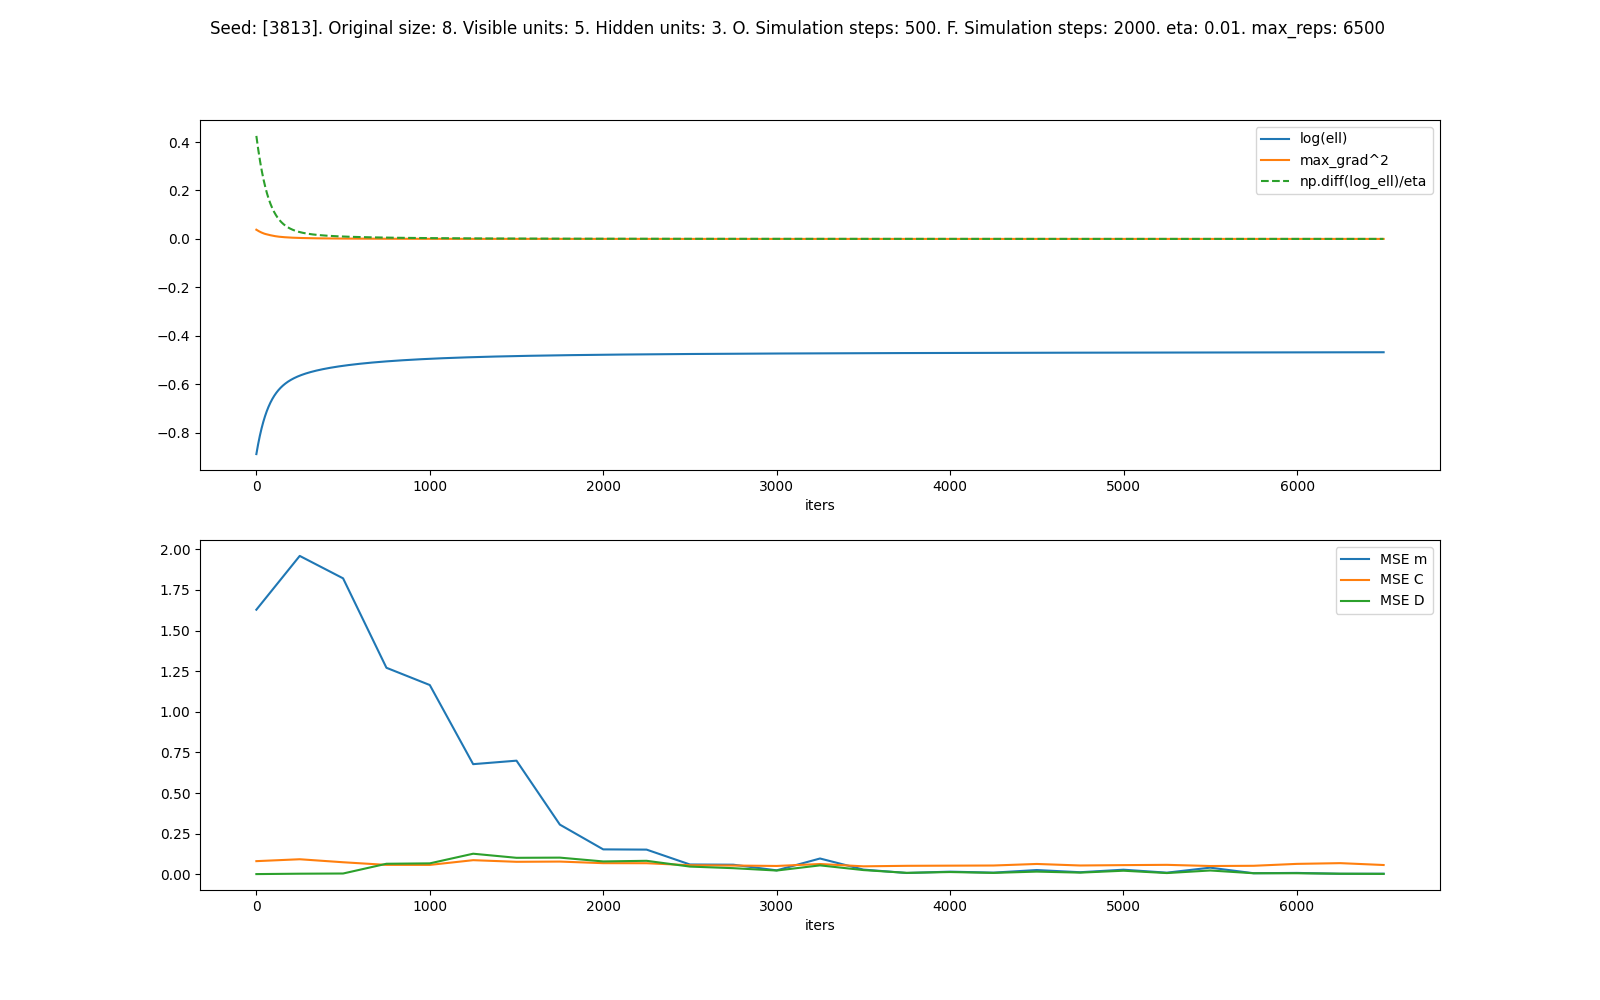 Seed: [3813]. Original size: 8. Visible units: 5. Hidden units: 3. O. Simulation steps: 500. F. Simulation steps: 2000. eta: 0.01. max_reps: 6500
0.4
0.2
0.0
−0.2
−0.4
−0.6
−0.8
log(ell)
max_grad^2
np.diff(log_ell)/eta
0 1000 2000 3000 4000 5000 6000
iters
2.00
1.75
1.50
1.25
1.00
0.75
0.50
0.25
0.00
MSE m
MSE C
MSE D
0 1000 2000 3000 4000 5000 6000
iters